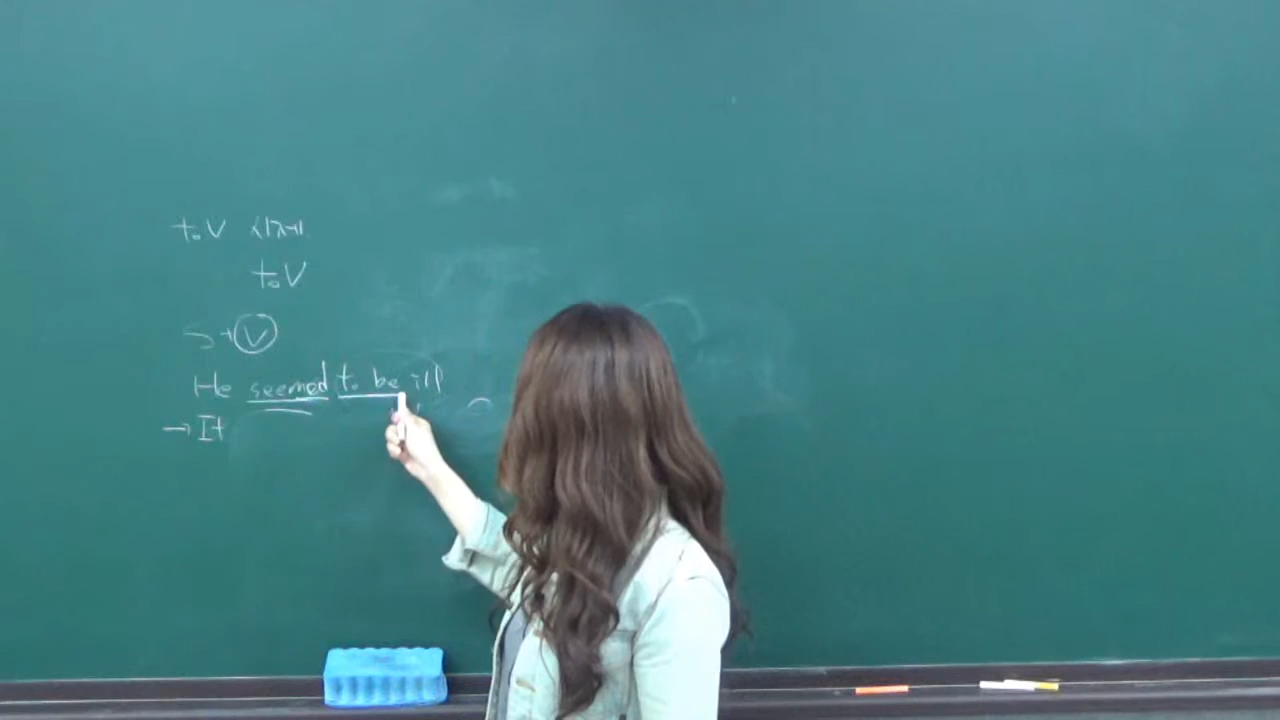 to V 시제
to V
S + V
He seemed to be ill
→ It